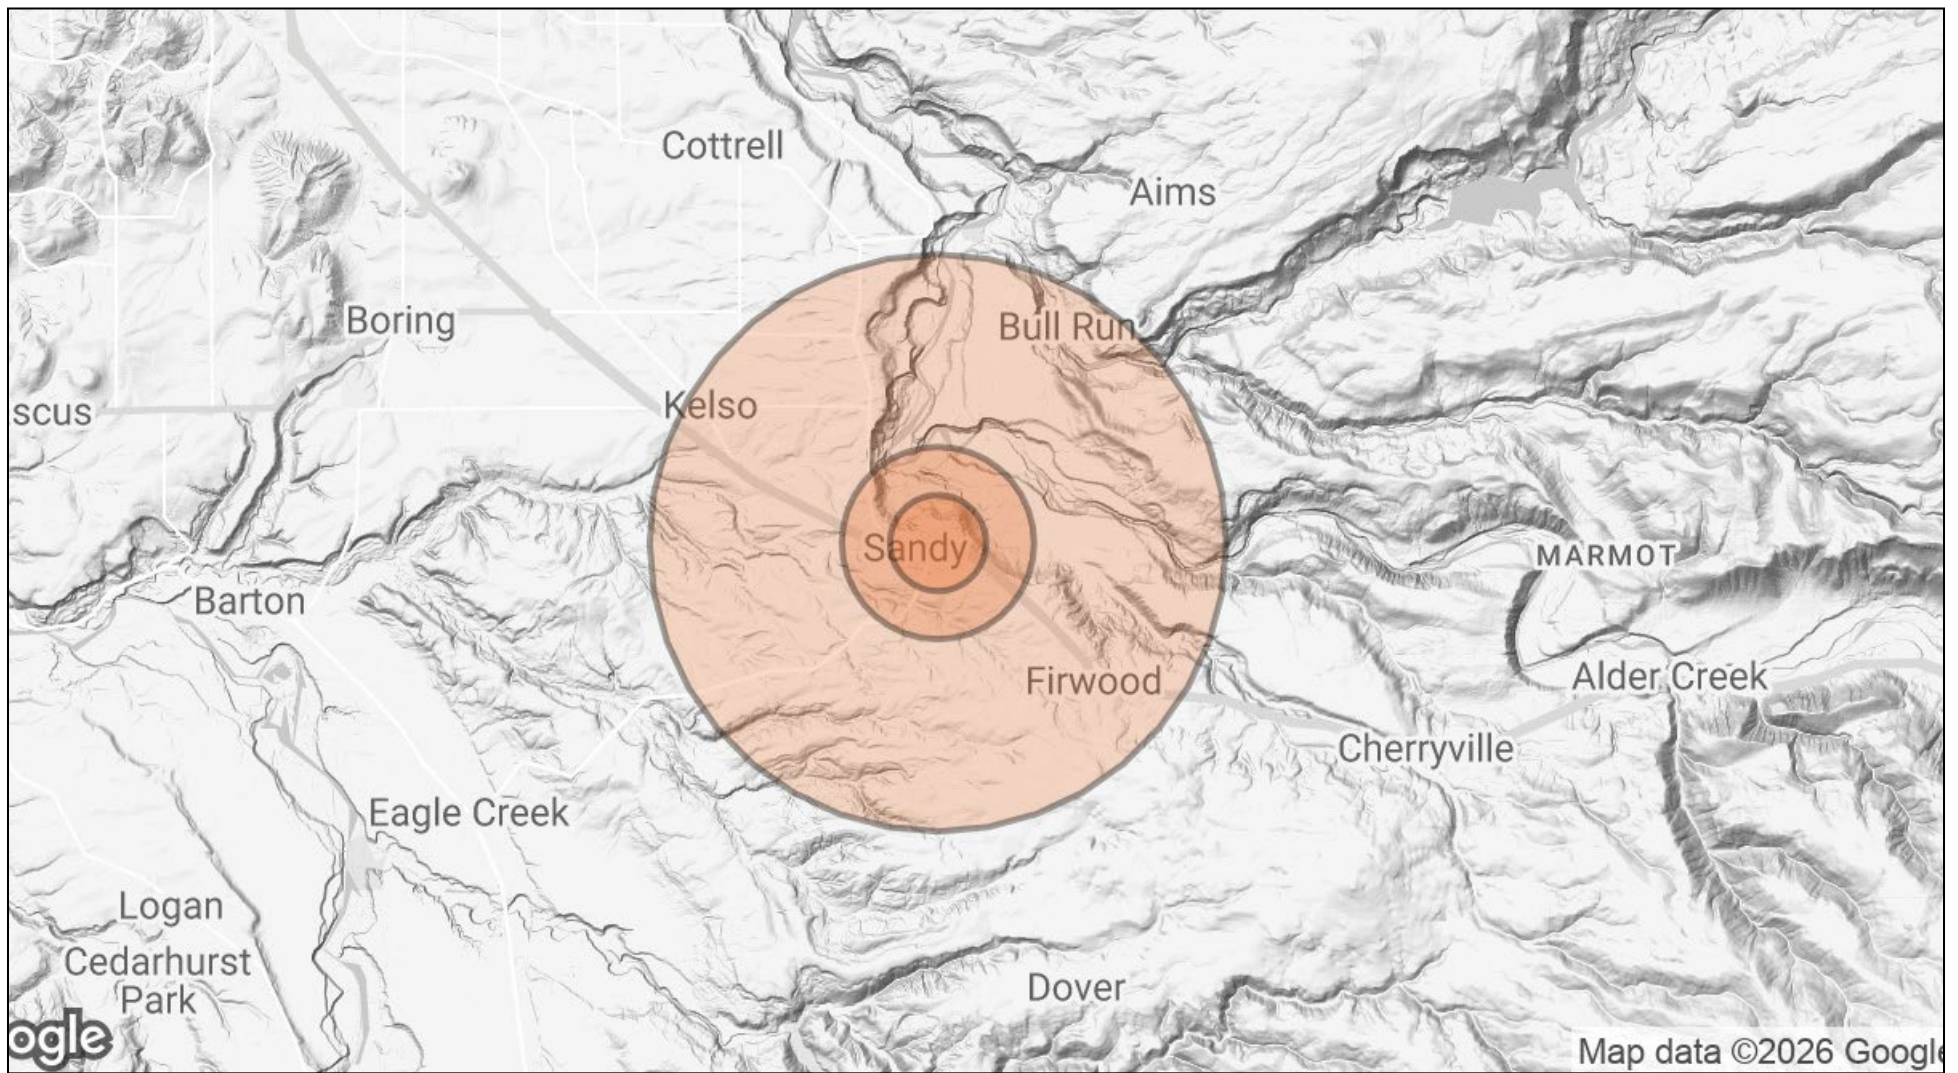 Cottrell
Aims
Boring
Bull Run
Kelso
scus
Sandy
MARMOT
Barton
Firwood
Alder Creek
Cherryville
Eagle Creek
Logan
Cedarhurst
Park
Dover
ogle
Map data ©2026 Google